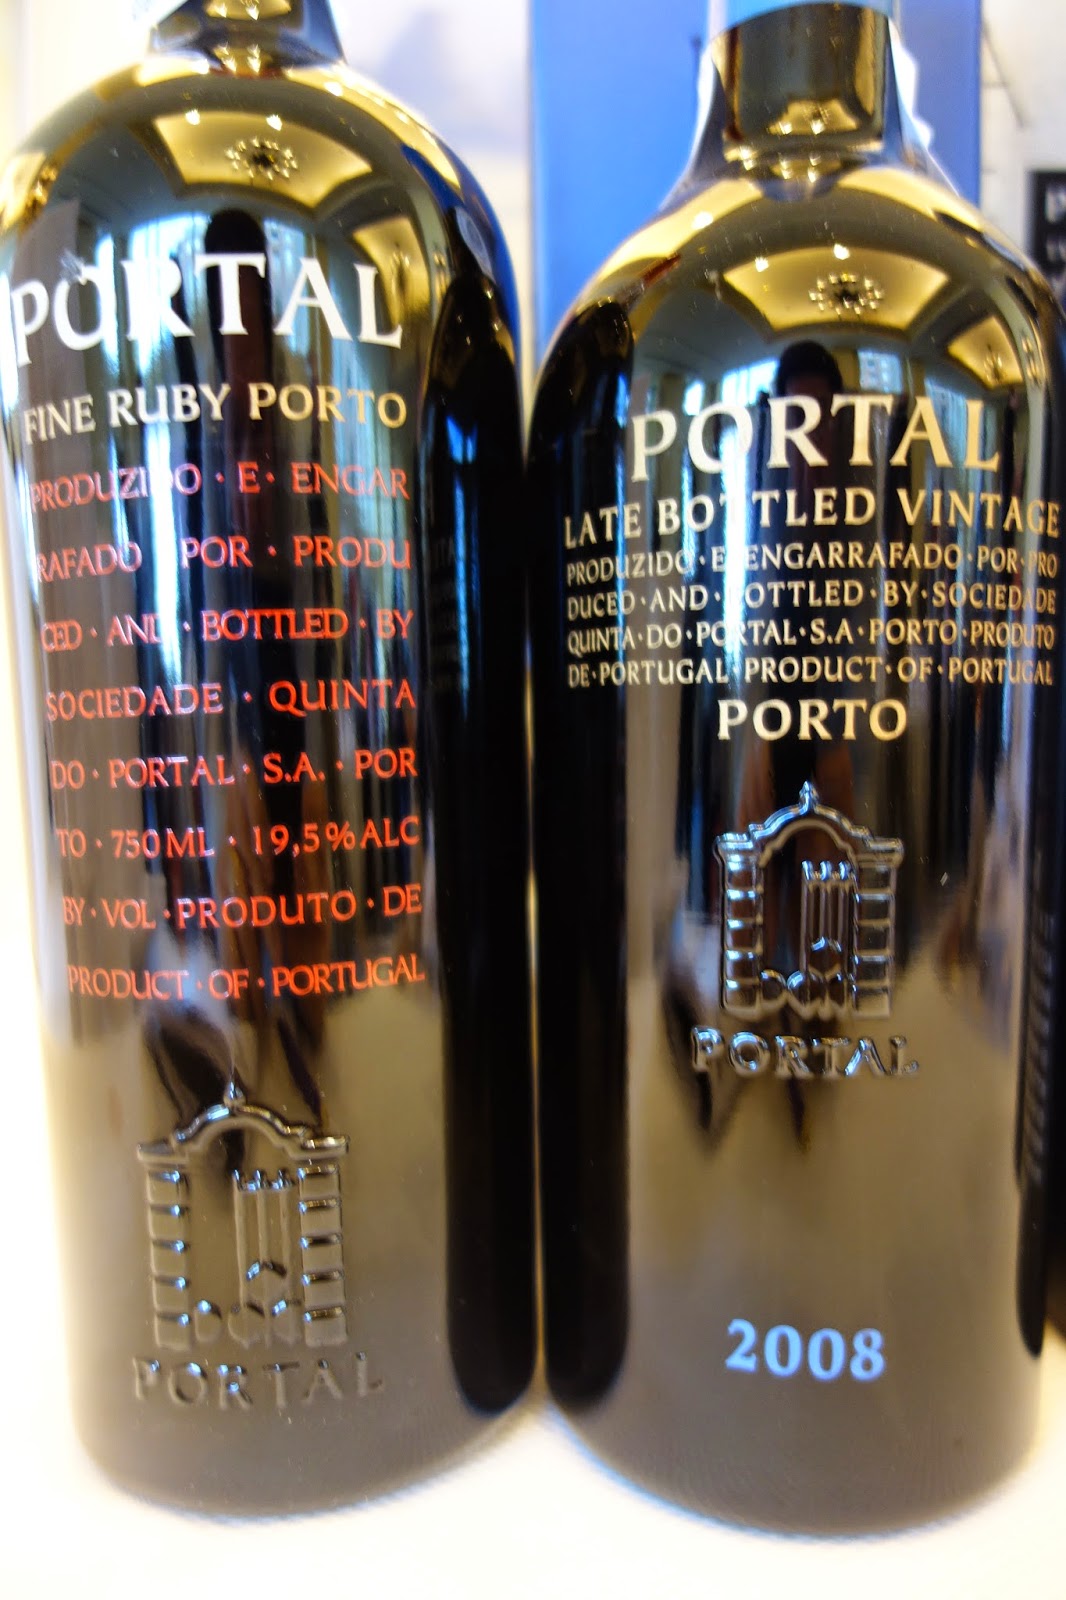 PORTAL
FINE RUBY PORTO
PRODUZIDO · E · ENGAR
RAFADO POR · PRODU
CED · AND · BOTTLED · BY
SOCIEDADE · QUINTA
DO · PORTAL · S.A. · POR
TO · 750ML · 19,5%ALC
BY · VOL · PRODUTO · DE
PRODUCT · OF · PORTUGAL
PORTAL
PORTAL
LATE BOTTLED VINTAGE
PRODUZIDO · E · ENGARRAFADO · POR · PRO
DUCED · AND · BOTTLED · BY · SOCIEDADE
QUINTA · DO · PORTAL · S.A · PORTO · PRODUTO
DE · PORTUGAL · PRODUCT · OF · PORTUGAL
PORTO
PORTAL
2008